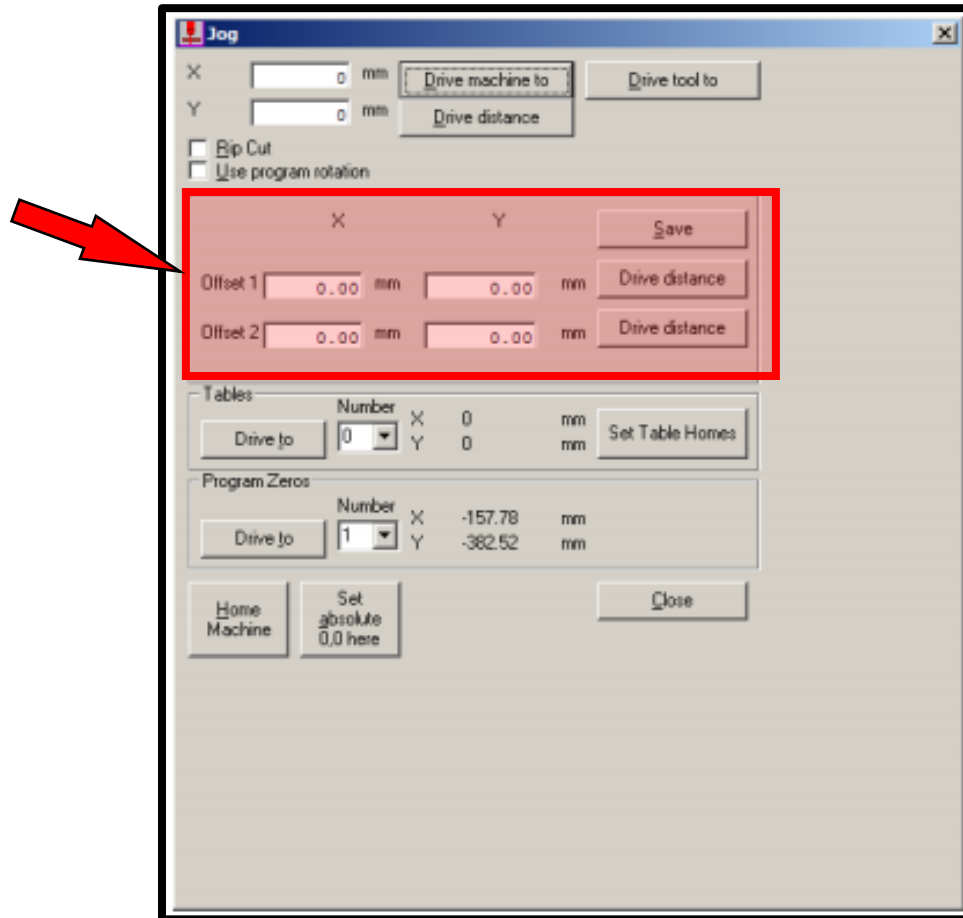 Jog
X 0 mm Drive machine to Drive tool to
Y 0 mm Drive distance
Rip Cut
Use program rotation
X Y Save
Offset 1 0.00 mm 0.00 mm Drive distance
Offset 2 0.00 mm 0.00 mm Drive distance
Tables
Number
Drive to 0 X 0 mm Set Table Homes
Y 0 mm
Program Zeros
Number
Drive to 1 X -157.78 mm
Y -382.52 mm
Home Machine Set absolute 0,0 here Close